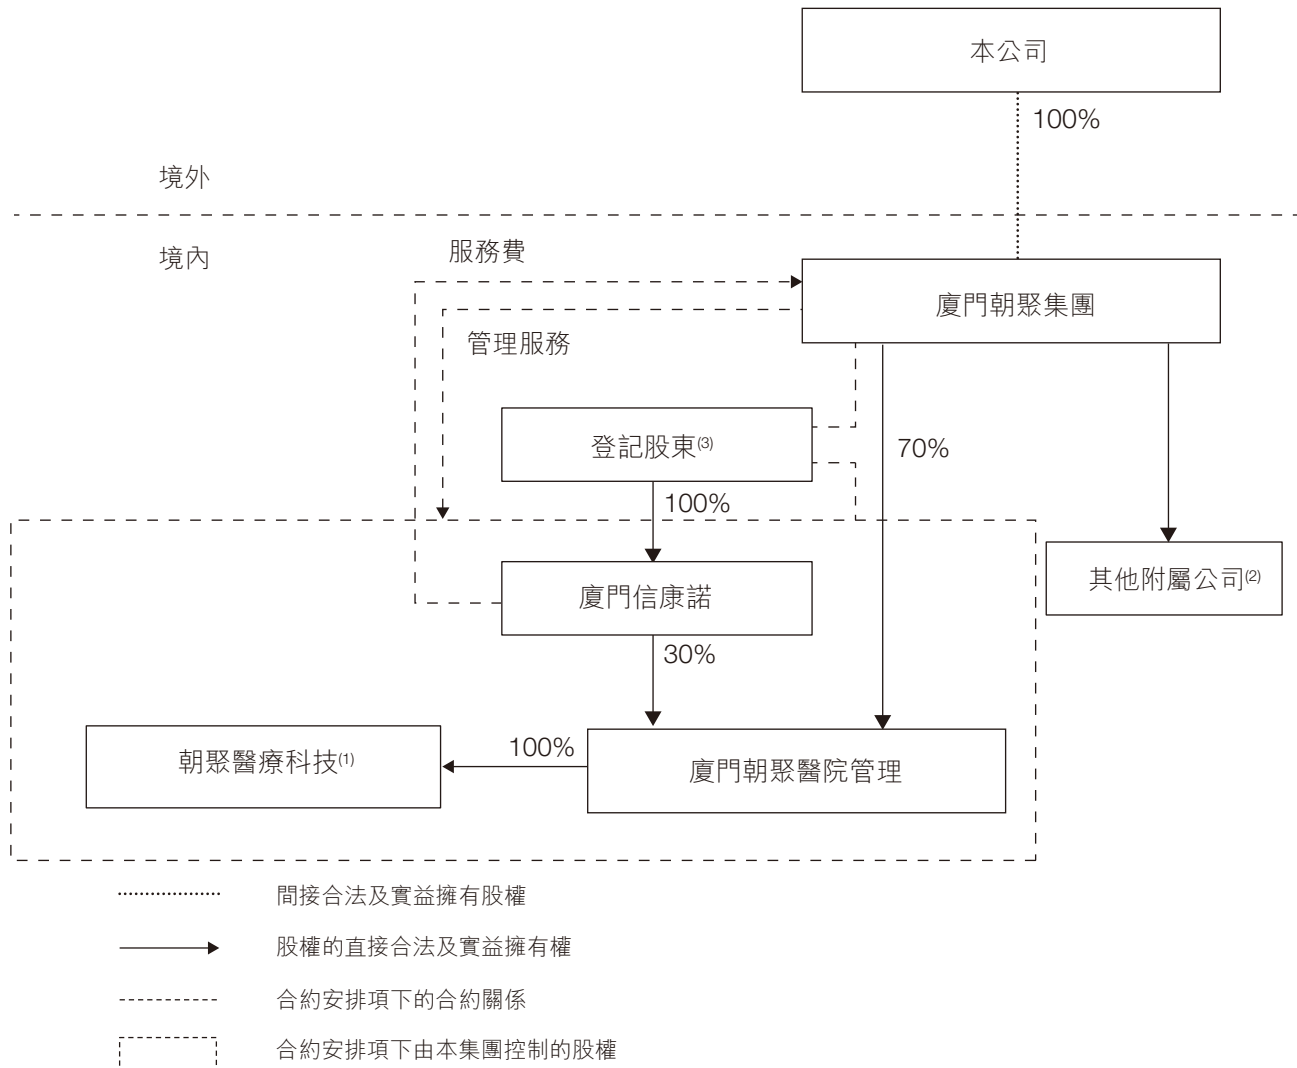 本公司
100%
境外
境內
服務費
廈門朝聚集團
管理服務
登記股東(3)
70%
100%
其他附屬公司(2)
廈門信康諾
30%
朝聚醫療科技(1)
100%
廈門朝聚醫院管理
間接合法及實益擁有股權
股權的直接合法及實益擁有權
合約安排項下的合約關係
合約安排項下由本集團控制的股權